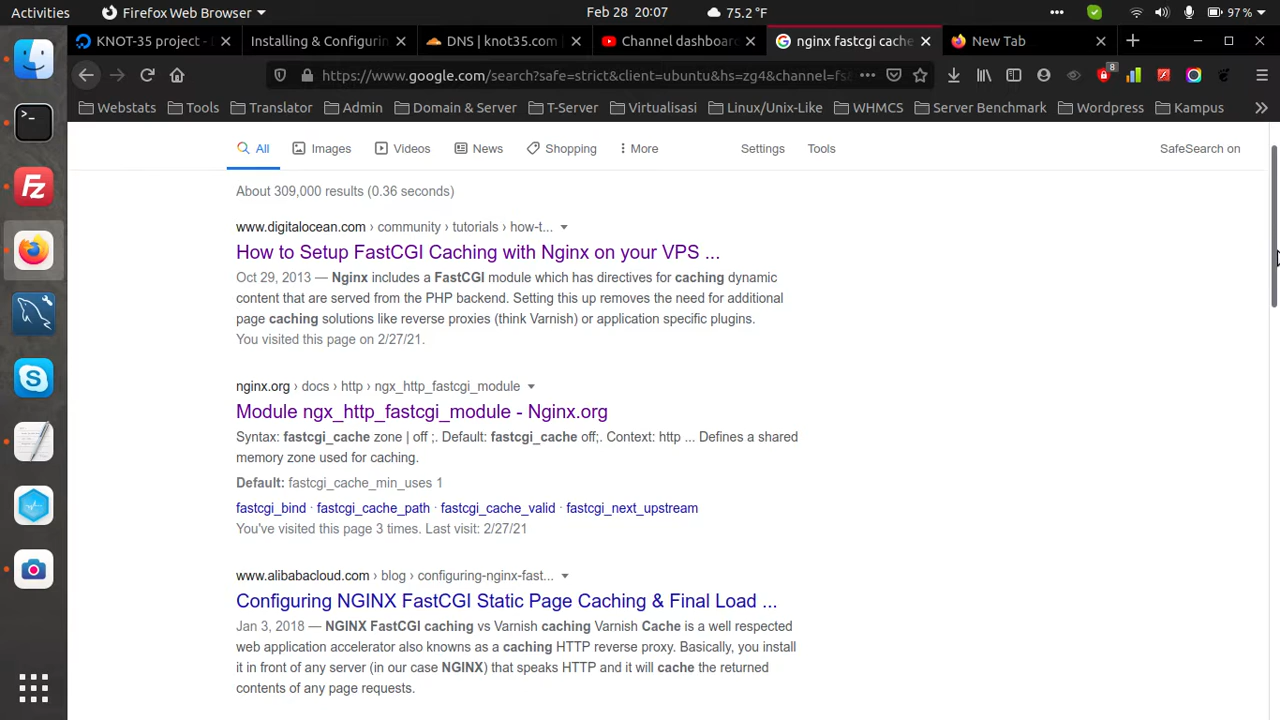 Activities
Firefox Web Browser
Feb 28 20:07
75.2 °F
97 %
KNOT-35 project -
Installing & Configurin
DNS | knot35.com
Channel dashboar
nginx fastcgi cache
New Tab
https://www.google.com/search?safe=strict&client=ubuntu&hs=zg4&channel=fs&
8
Webstats
Tools
Translator
Admin
Domain & Server
T-Server
Virtualisasi
Linux/Unix-Like
WHMCS
Server Benchmark
Wordpress
Kampus
All
Images
Videos
News
Shopping
More
Settings
Tools
SafeSearch on
About 309,000 results (0.36 seconds)
www.digitalocean.com › community › tutorials › how-t...
How to Setup FastCGI Caching with Nginx on your VPS ...
Oct 29, 2013 — Nginx includes a FastCGI module which has directives for caching dynamic
content that are served from the PHP backend. Setting this up removes the need for additional
page caching solutions like reverse proxies (think Varnish) or application specific plugins.
You visited this page on 2/27/21.
nginx.org › docs › http › ngx_http_fastcgi_module
Module ngx_http_fastcgi_module - Nginx.org
Syntax: fastcgi_cache zone | off ;. Default: fastcgi_cache off;. Context: http ... Defines a shared
memory zone used for caching.
Default: fastcgi_cache_min_uses 1
fastcgi_bind · fastcgi_cache_path · fastcgi_cache_valid · fastcgi_next_upstream
You've visited this page 3 times. Last visit: 2/27/21
www.alibabacloud.com › blog › configuring-nginx-fast...
Configuring NGINX FastCGI Static Page Caching & Final Load ...
Jan 3, 2018 — NGINX FastCGI caching vs Varnish caching Varnish Cache is a well respected
web application accelerator also known as a caching HTTP reverse proxy. Basically, you install
it in front of any server (in our case NGINX) that speaks HTTP and it will cache the returned
contents of any page requests.